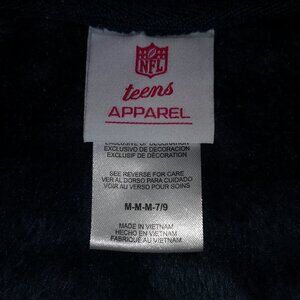 NFL
teens
APPAREL
EXCLUSIVE OF DECORATION
EXCLUSIVO DE DECORACION
EXCLUSIF DE DECORATION
SEE REVERSE FOR CARE
VER AL DORSO PARA CUIDADO
VOIR AU VERSO POUR SOINS
M-M-M-7/9
MADE IN VIETNAM
HECHO EN VIETNAM
FABRIQUÉ AU VIETNAM